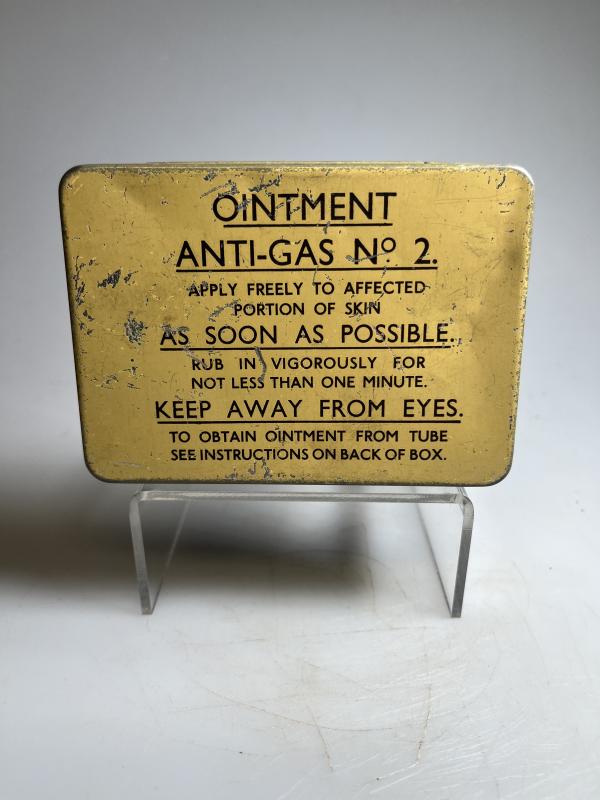 OINTMENT
ANTI-GAS Nº 2.
APPLY FREELY TO AFFECTED
PORTION OF SKIN
AS SOON AS POSSIBLE.
RUB IN VIGOROUSLY FOR
NOT LESS THAN ONE MINUTE.
KEEP AWAY FROM EYES.
TO OBTAIN OINTMENT FROM TUBE
SEE INSTRUCTIONS ON BACK OF BOX.